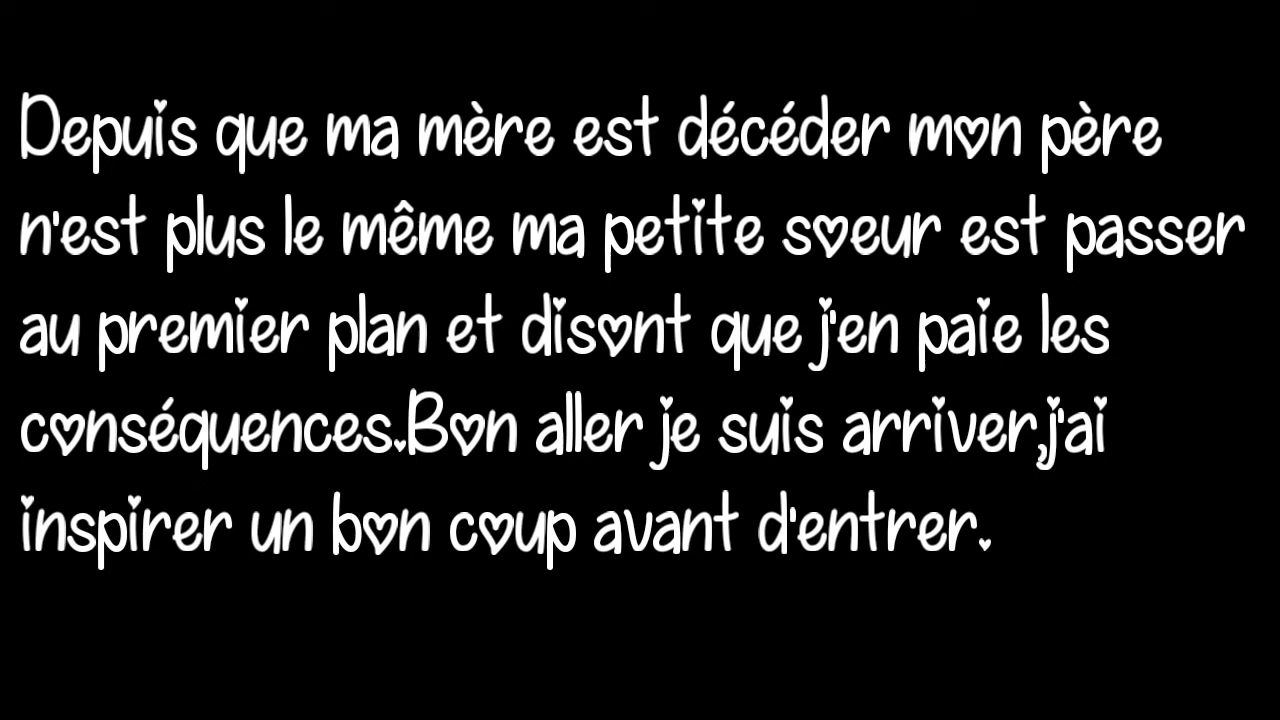 Depuis que ma mère est décéder mon père
n'est plus le même ma petite soeur est passer
au premier plan et disont que j'en paie les
conséquences.Bon aller je suis arriver,j'ai
inspirer un bon coup avant d'entrer.